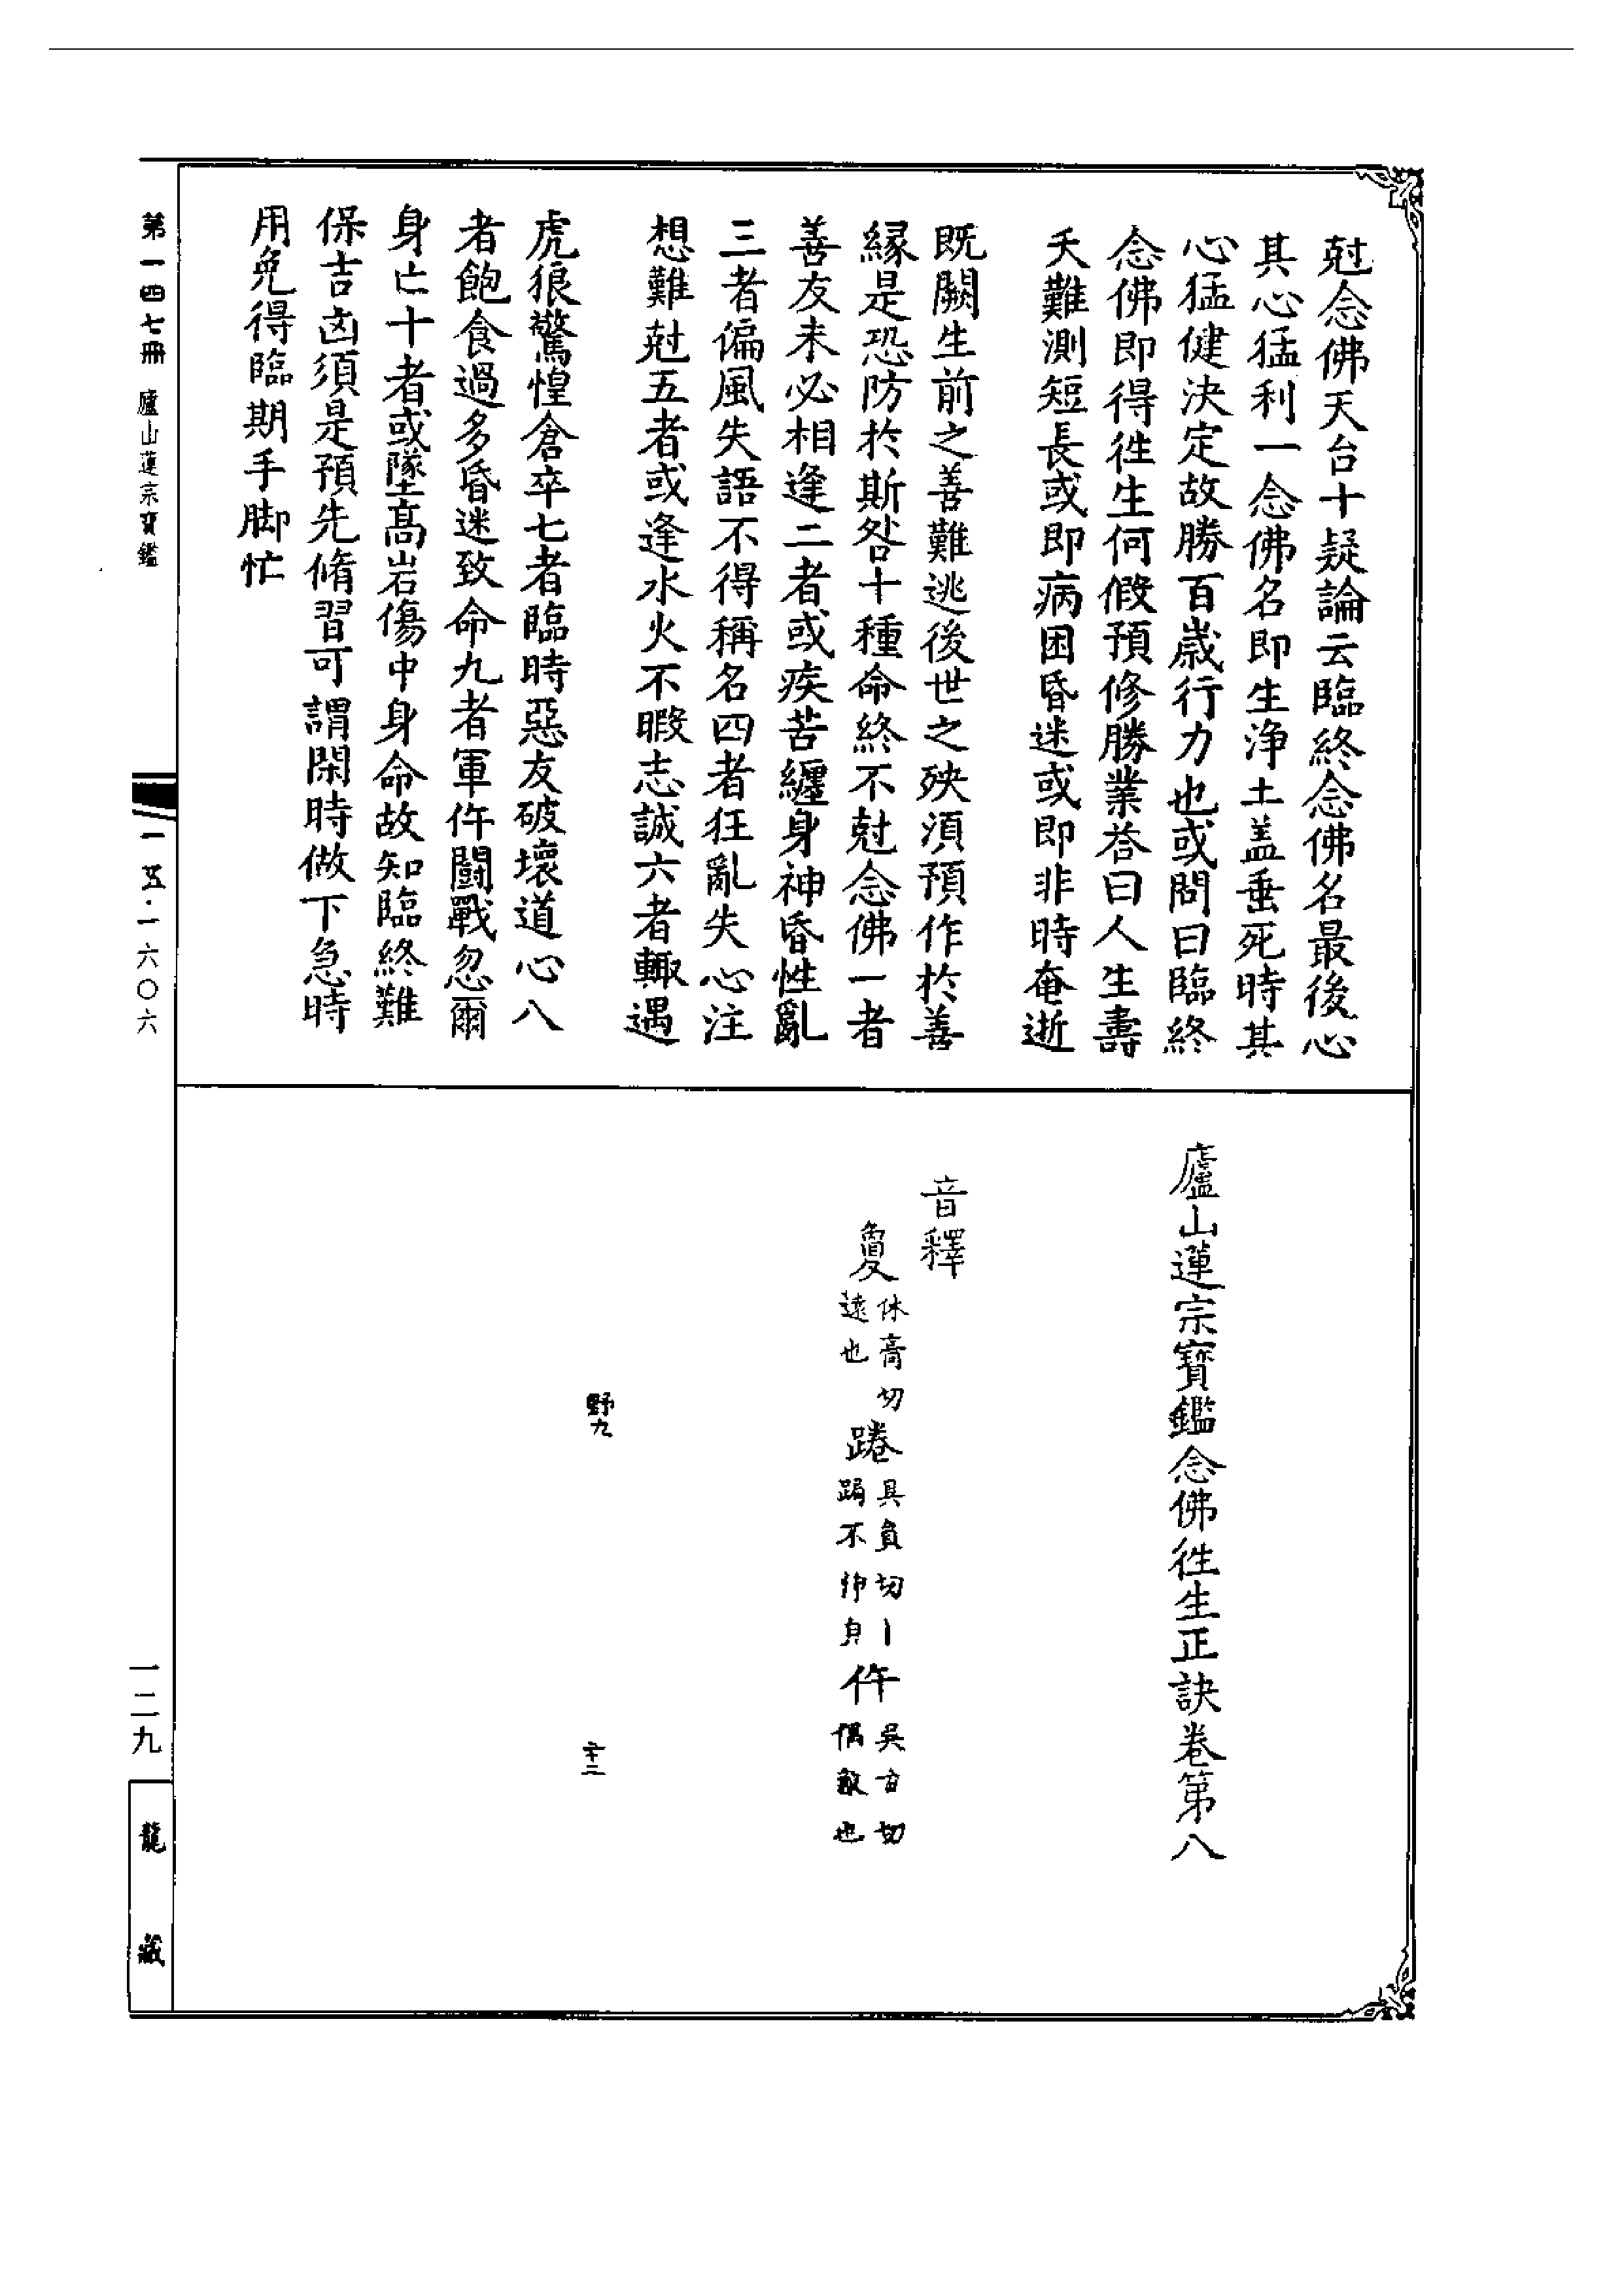 尅念佛天台十疑論云臨終念佛名最後心
其心猛利一念佛名即生淨土盖垂死時其
心猛健決定故勝百歲行力也或問曰臨終
念佛即得徃生何假預修勝業荅曰人生壽
夭難測短長或即病困昏迷或即非時奄逝
既闕生前之善難逃後世之殃湏預作於善
緣是恐防於斯咎十種命終不尅念佛一者
善友未必相逢二者或疾苦纏身神昏性亂
三者偏風失語不得稱名四者狂亂失心注
想難尅五者或逢水火不暇志誠六者輙遇
虎狼驚惶倉卒七者臨時惡友破壞道心八
者飽食過多昏迷致命九者軍仵鬭戰忽爾
身亡十者或墜髙岩傷中身命故知臨終難
保吉凶須是預先脩習可謂閑時做下急時
用免得臨期手脚忙
廬山蓮宗寶鑑念佛徃生正訣卷第八
音釋
敻休膏切遠也 踡具負切丨跼不伸身 仵吳古切偶敵也
野九
十三
第一四七冊 廬山蓮宗寶鑑
一五·一六〇六
一二九
龍藏